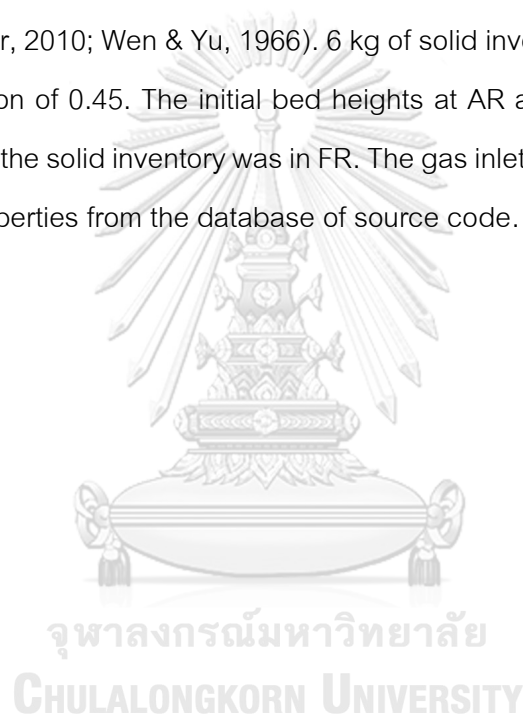 r, 2010; Wen & Yu, 1966). 6 kg of solid inve
on of 0.45. The initial bed heights at AR a
the solid inventory was in FR. The gas inlet
perties from the database of source code.
จุฬาลงกรณ์มหาวิทยาลัย
CHULALONGKORN UNIVERSITY